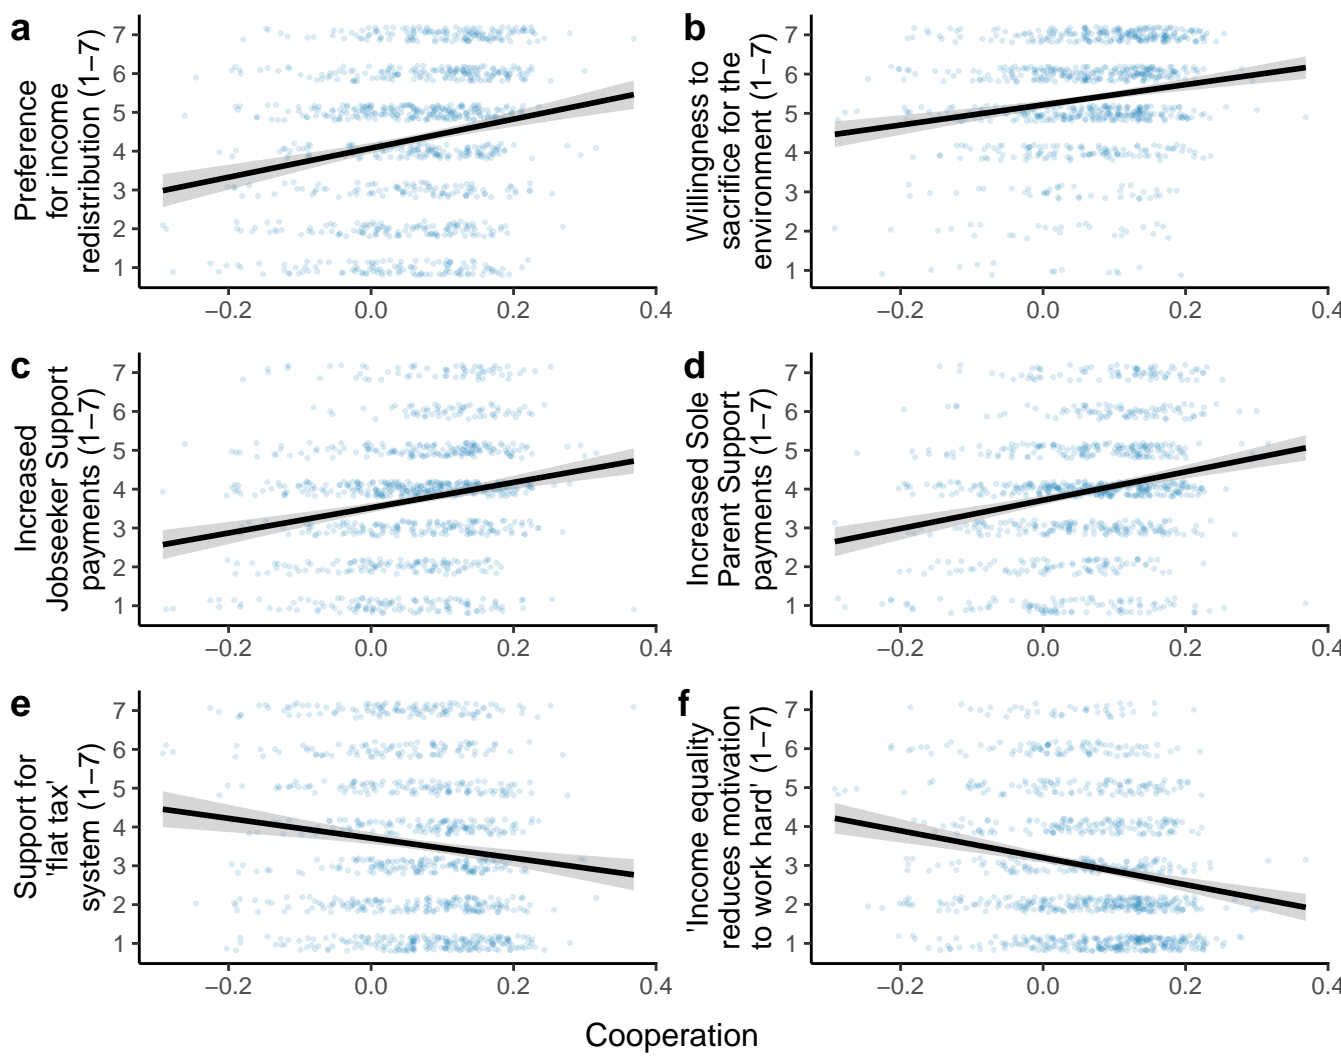 a
Preference
for income
redistribution (1−7)
7
6
5
4
3
2
1
−0.2
0.0
0.2
0.4
b
Willingness to
sacrifice for the
environment (1−7)
7
6
5
4
3
2
1
−0.2
0.0
0.2
0.4
c
Increased
Jobseeker Support
payments (1−7)
7
6
5
4
3
2
1
−0.2
0.0
0.2
0.4
d
Increased Sole
Parent Support
payments (1−7)
7
6
5
4
3
2
1
−0.2
0.0
0.2
0.4
e
Support for
'flat tax'
system (1−7)
7
6
5
4
3
2
1
−0.2
0.0
0.2
0.4
f
'Income equality
reduces motivation
to work hard' (1−7)
7
6
5
4
3
2
1
−0.2
0.0
0.2
0.4
Cooperation